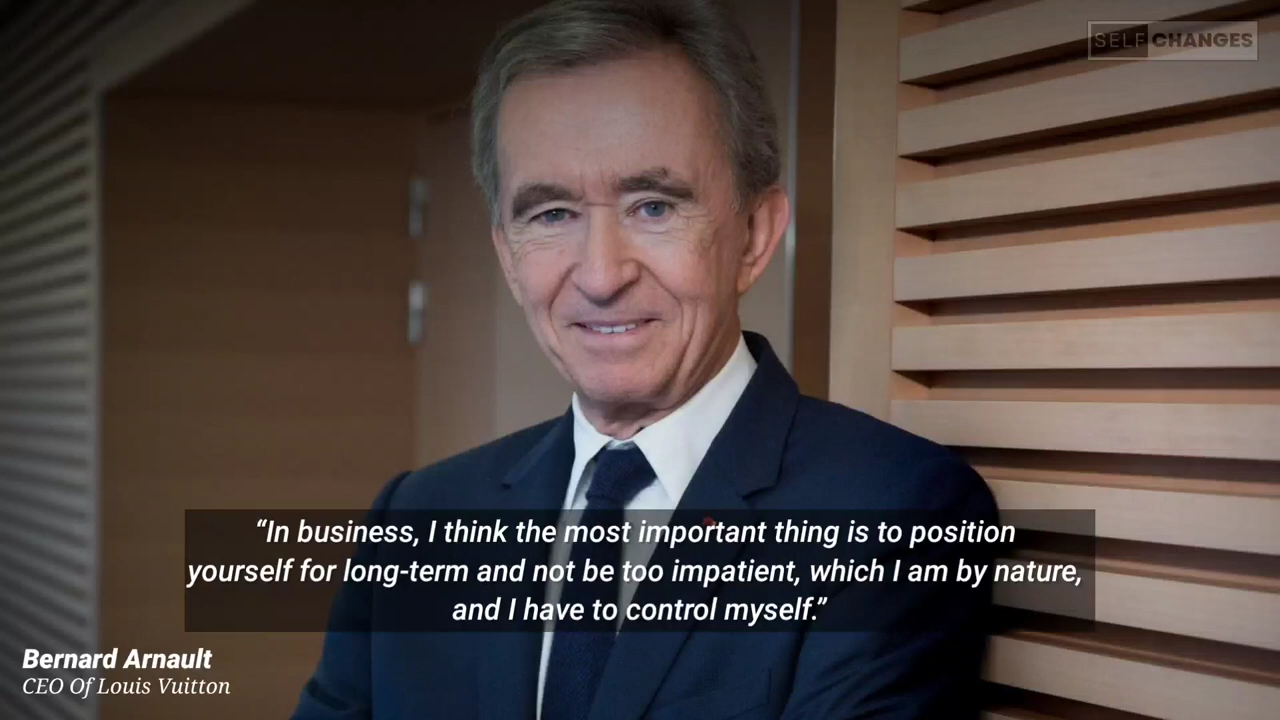 SELF CHANGES
“In business, I think the most important thing is to position
yourself for long-term and not be too impatient, which I am by nature,
and I have to control myself.”
Bernard Arnault
CEO Of Louis Vuitton